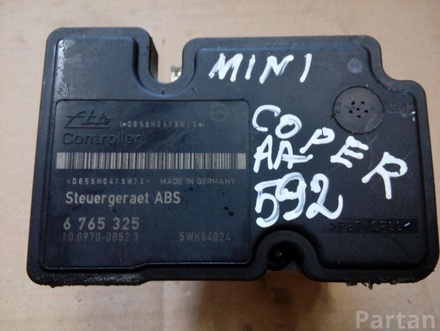 MINI
COPER
AA
592
Ate
Controller
MADE IN GERMANY
Steuergeraet ABS
6 765 325
10.0970-0852.3
5WK84024
Partan